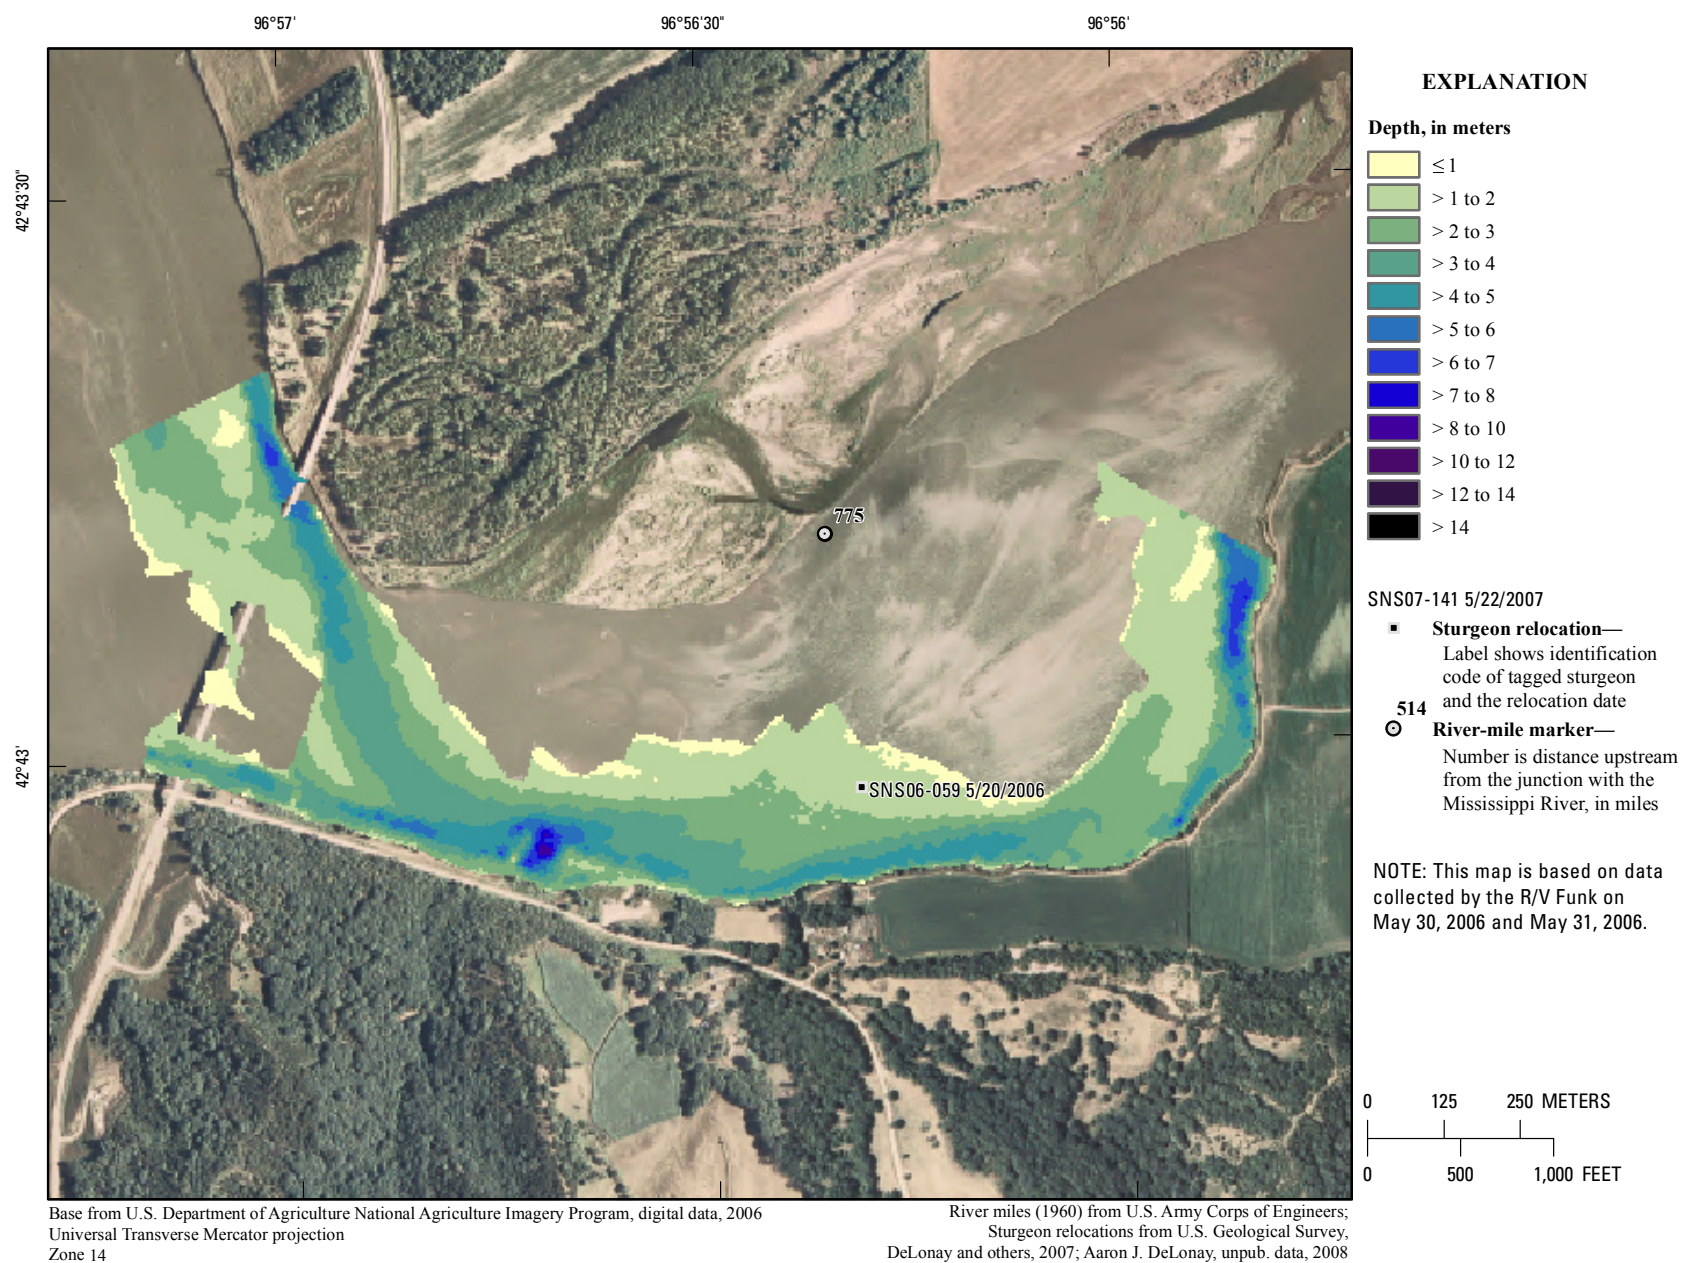 96°57'
96°56'30"
96°56'
42°43'30"
42°43'
775
SNS06-059 5/20/2006
EXPLANATION
Depth, in meters
≤ 1
> 1 to 2
> 2 to 3
> 3 to 4
> 4 to 5
> 5 to 6
> 6 to 7
> 7 to 8
> 8 to 10
> 10 to 12
> 12 to 14
> 14
SNS07-141 5/22/2007
Sturgeon relocation—
Label shows identification
code of tagged sturgeon
and the relocation date
514
River-mile marker—
Number is distance upstream
from the junction with the
Mississippi River, in miles
NOTE: This map is based on data
collected by the R/V Funk on
May 30, 2006 and May 31, 2006.
0 125 250 METERS
0 500 1,000 FEET
Base from U.S. Department of Agriculture National Agriculture Imagery Program, digital data, 2006
Universal Transverse Mercator projection
Zone 14
River miles (1960) from U.S. Army Corps of Engineers;
Sturgeon relocations from U.S. Geological Survey,
DeLonay and others, 2007; Aaron J. DeLonay, unpub. data, 2008